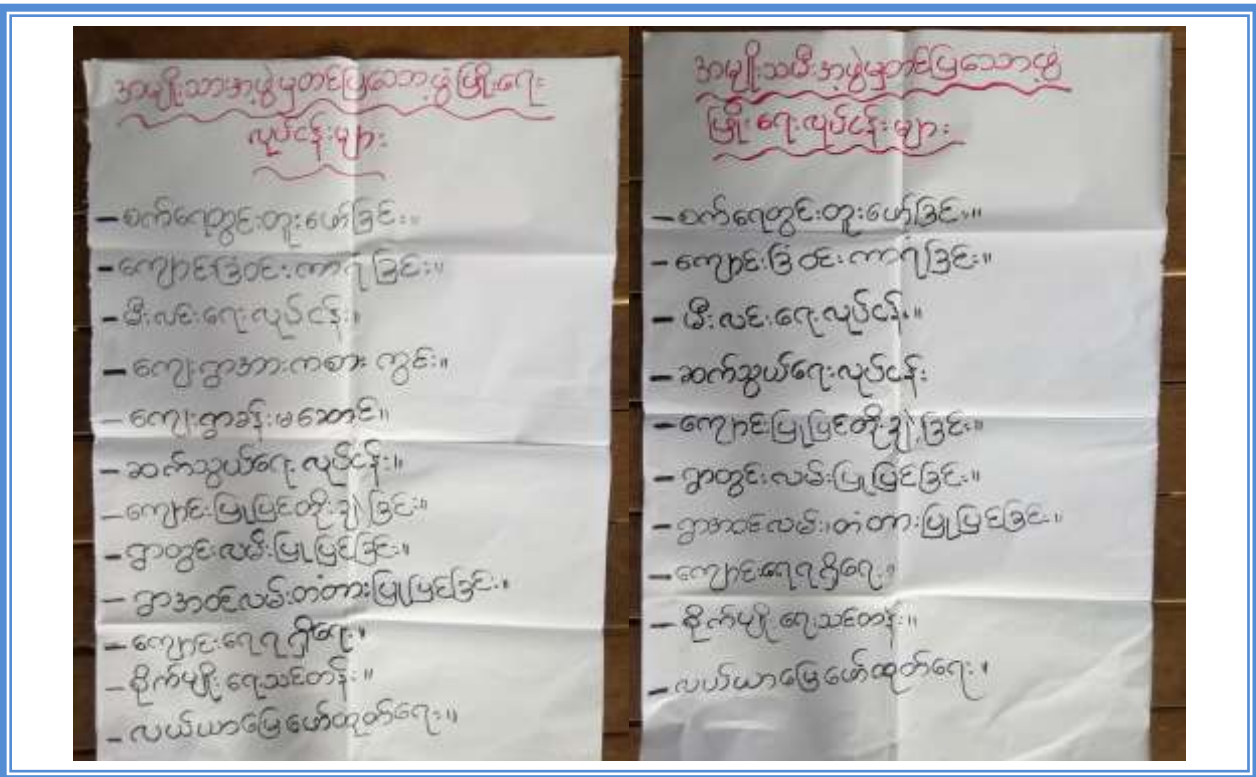 အမျိုးသားအဖွဲ့မှတင်ပြသော ဖွံ့ဖြိုးရေး
လုပ်ငန်းများ
- စက်ရေတွင်းတူးဖော်ခြင်း။
- ကျောင်းခြံဝင်းကာရံခြင်း။
- မီးလင်းရေးလုပ်ငန်း။
- ကျေးရွာအားကစား ကွင်း။
- ကျေးရွာခန်းမဆောင်။
- ဆက်သွယ်ရေးလုပ်ငန်း။
- ကျောင်းပြုပြင်တိုးချဲ့ခြင်း။
- ရွာတွင်းလမ်းပြုပြင်ခြင်း။
- ရွာအဝင်လမ်းတံတားပြုပြင်ခြင်း။
- ကျောင်းရေရရှိရေး။
- စိုက်ပျိုးရေးသင်တန်း။
- လယ်ယာမြေဖော်ထုတ်ရေး။
အမျိုးသမီးအဖွဲ့မှတင်ပြသောဖွံ့
ဖြိုးရေးလုပ်ငန်းများ
- စက်ရေတွင်းတူးဖော်ခြင်း။
- ကျောင်းခြံဝင်းကာရံခြင်း။
- မီးလင်းရေးလုပ်ငန်း။
- ဆက်သွယ်ရေးလုပ်ငန်း
- ကျောင်းပြုပြင်တိုးချဲ့ခြင်း။
- ရွာတွင်းလမ်းပြုပြင်ခြင်း။
- ရွာအဝင်လမ်း၊တံတားပြုပြင်ခြင်း။
- ကျောင်းရေရရှိရေး။
- စိုက်ပျိုးရေးသင်တန်း။
- လယ်ယာမြေဖော်ထုတ်ရေး။